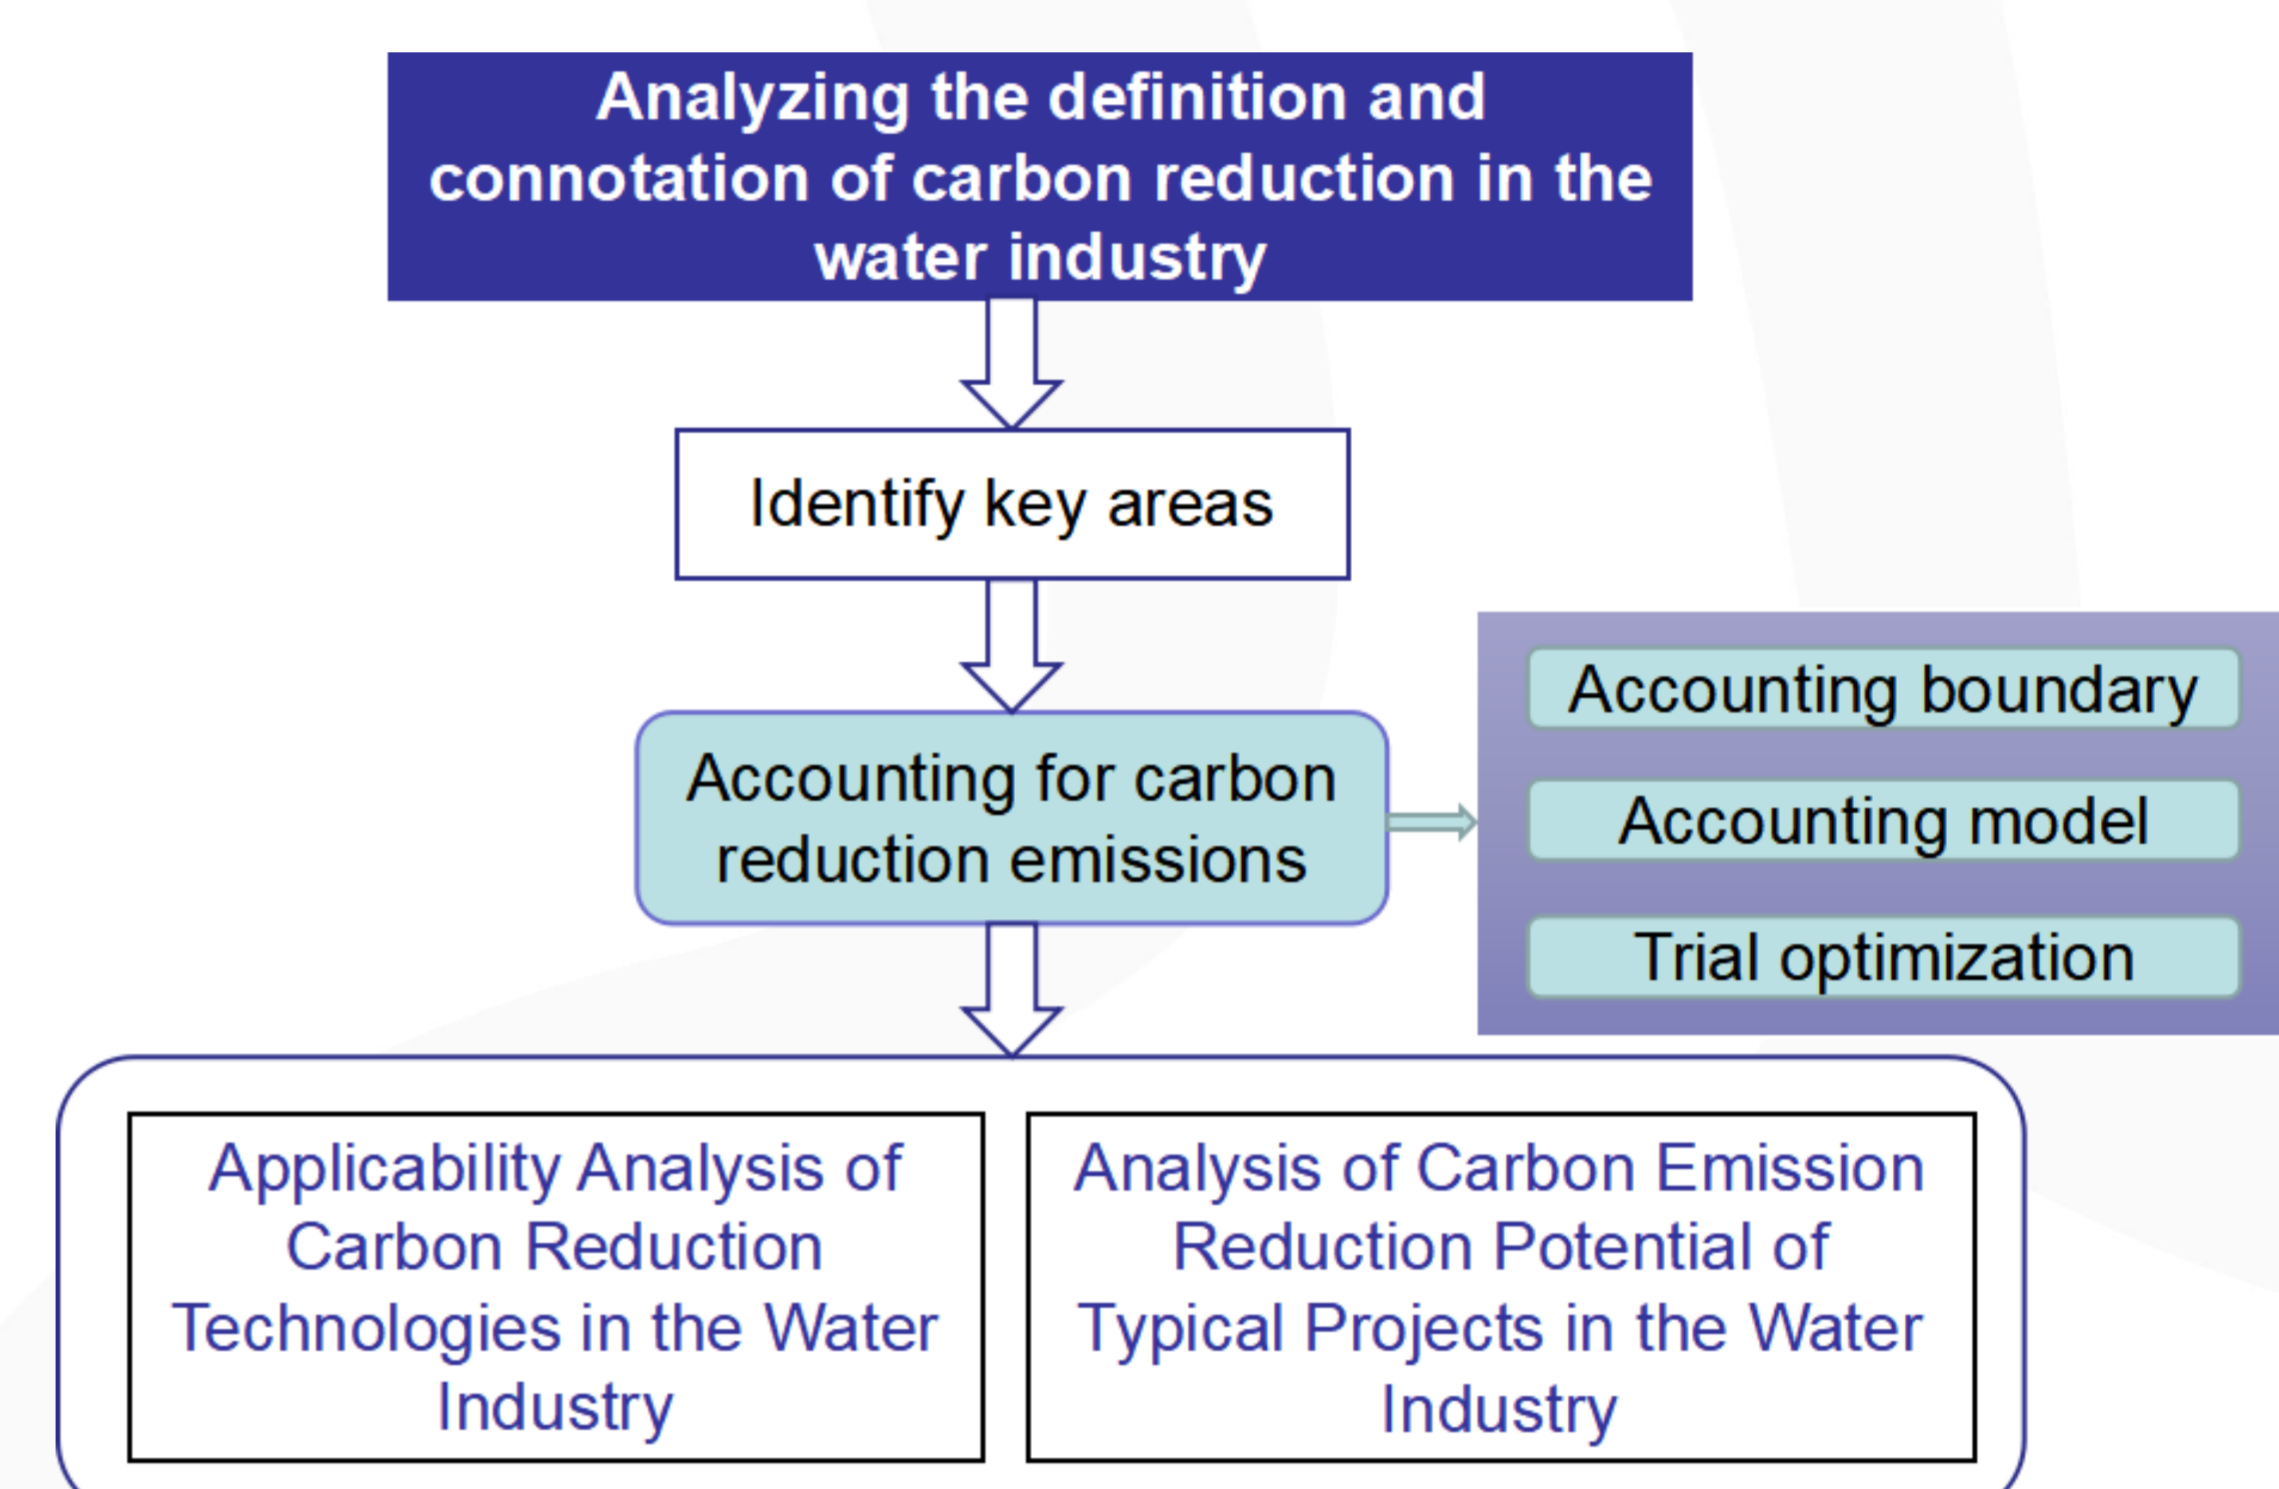 Analyzing the definition and
connotation of carbon reduction in the
water industry
Identify key areas
Accounting for carbon
reduction emissions
Accounting boundary
Accounting model
Trial optimization
Applicability Analysis of
Carbon Reduction
Technologies in the Water
Industry
Analysis of Carbon Emission
Reduction Potential of
Typical Projects in the Water
Industry